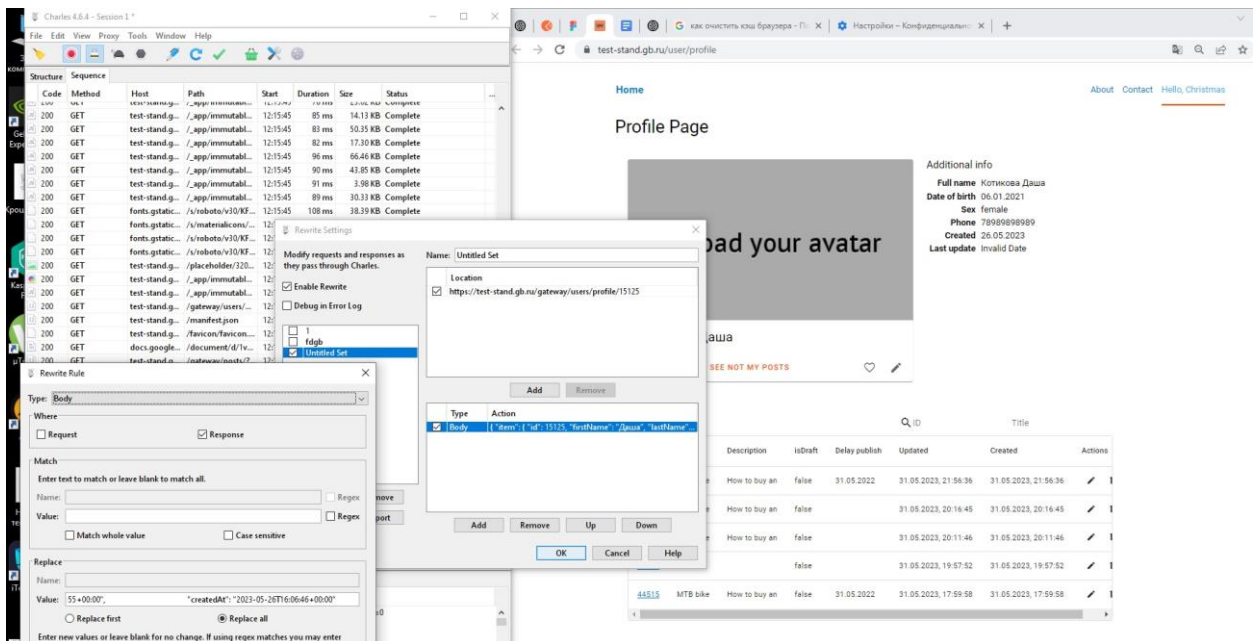 Charles 4.6.4 - Session 1 *
File Edit View Proxy Tools Window Help
Structure Sequence
Code Method Host Path Start Duration Size Status ...
200 GET test-stand.g... /_app/immutabl... 12:15:45 85 ms 14.13 KB Complete
200 GET test-stand.g... /_app/immutabl... 12:15:45 83 ms 50.35 KB Complete
200 GET test-stand.g... /_app/immutabl... 12:15:45 82 ms 17.30 KB Complete
200 GET test-stand.g... /_app/immutabl... 12:15:45 96 ms 66.46 KB Complete
200 GET test-stand.g... /_app/immutabl... 12:15:45 90 ms 43.85 KB Complete
200 GET test-stand.g... /_app/immutabl... 12:15:45 91 ms 3.98 KB Complete
200 GET test-stand.g... /_app/immutabl... 12:15:45 89 ms 30.33 KB Complete
200 GET fonts.gstatic... /s/roboto/v30/KF... 12:15:45 108 ms 38.39 KB Complete
200 GET fonts.gstatic... /s/materialicons/... 12:
200 GET fonts.gstatic... /s/roboto/v30/KF... 12:
200 GET fonts.gstatic... /s/roboto/v30/KF... 12:
200 GET test-stand.g... /placeholder/320... 12:
200 GET test-stand.g... /_app/immutabl... 12:
200 GET test-stand.g... /_app/immutabl... 12:
200 GET test-stand.g... /gateway/users/... 12:
200 GET test-stand.g... /manifest.json 12:
200 GET test-stand.g... /favicon/favicon.... 12:
200 GET docs.google... /document/d/1v... 12:
200 GET test-stand.g... /gateway/posts/?... 12:
Rewrite Settings
Modify requests and responses as
they pass through Charles.
Enable Rewrite
Debug in Error Log
1
fdgb
Untitled Set
Name: Untitled Set
Location
https://test-stand.gb.ru/gateway/users/profile/15125
Add Remove
Type Action
Body { "item": { "id": 15125, "firstName": "Даша", "lastName"...
Add Remove Up Down
OK Cancel Help
Rewrite Rule
Type: Body
Where
Request Response
Match
Enter text to match or leave blank to match all.
Name: Regex
Value: Regex
Match whole value Case sensitive
Replace
Name:
Value: 55+00:00", "createdAt": "2023-05-26T16:06:46+00:00"
Replace first Replace all
Enter new values or leave blank for no change. If using regex matches you may enter
как очистить кэш браузера - По
Настройки – Конфиденциально
test-stand.gb.ru/user/profile
Home About Contact Hello, Christmas
Profile Page
oad your avatar
Additional info
Full name Котикова Даша
Date of birth 06.01.2021
Sex female
Phone 78989898989
Created 26.05.2023
Last update Invalid Date
Даша
SEE NOT MY POSTS
ID Title
Description isDraft Delay publish Updated Created Actions
How to buy an false 31.05.2022 31.05.2023, 21:56:36 31.05.2023, 21:56:36
How to buy an false 31.05.2023, 20:16:45 31.05.2023, 20:16:45
How to buy an false 31.05.2023, 20:11:46 31.05.2023, 20:11:46
false 31.05.2023, 19:57:52 31.05.2023, 19:57:52
44515 MTB bike How to buy an false 31.05.2022 31.05.2023, 17:59:58 31.05.2023, 17:59:58